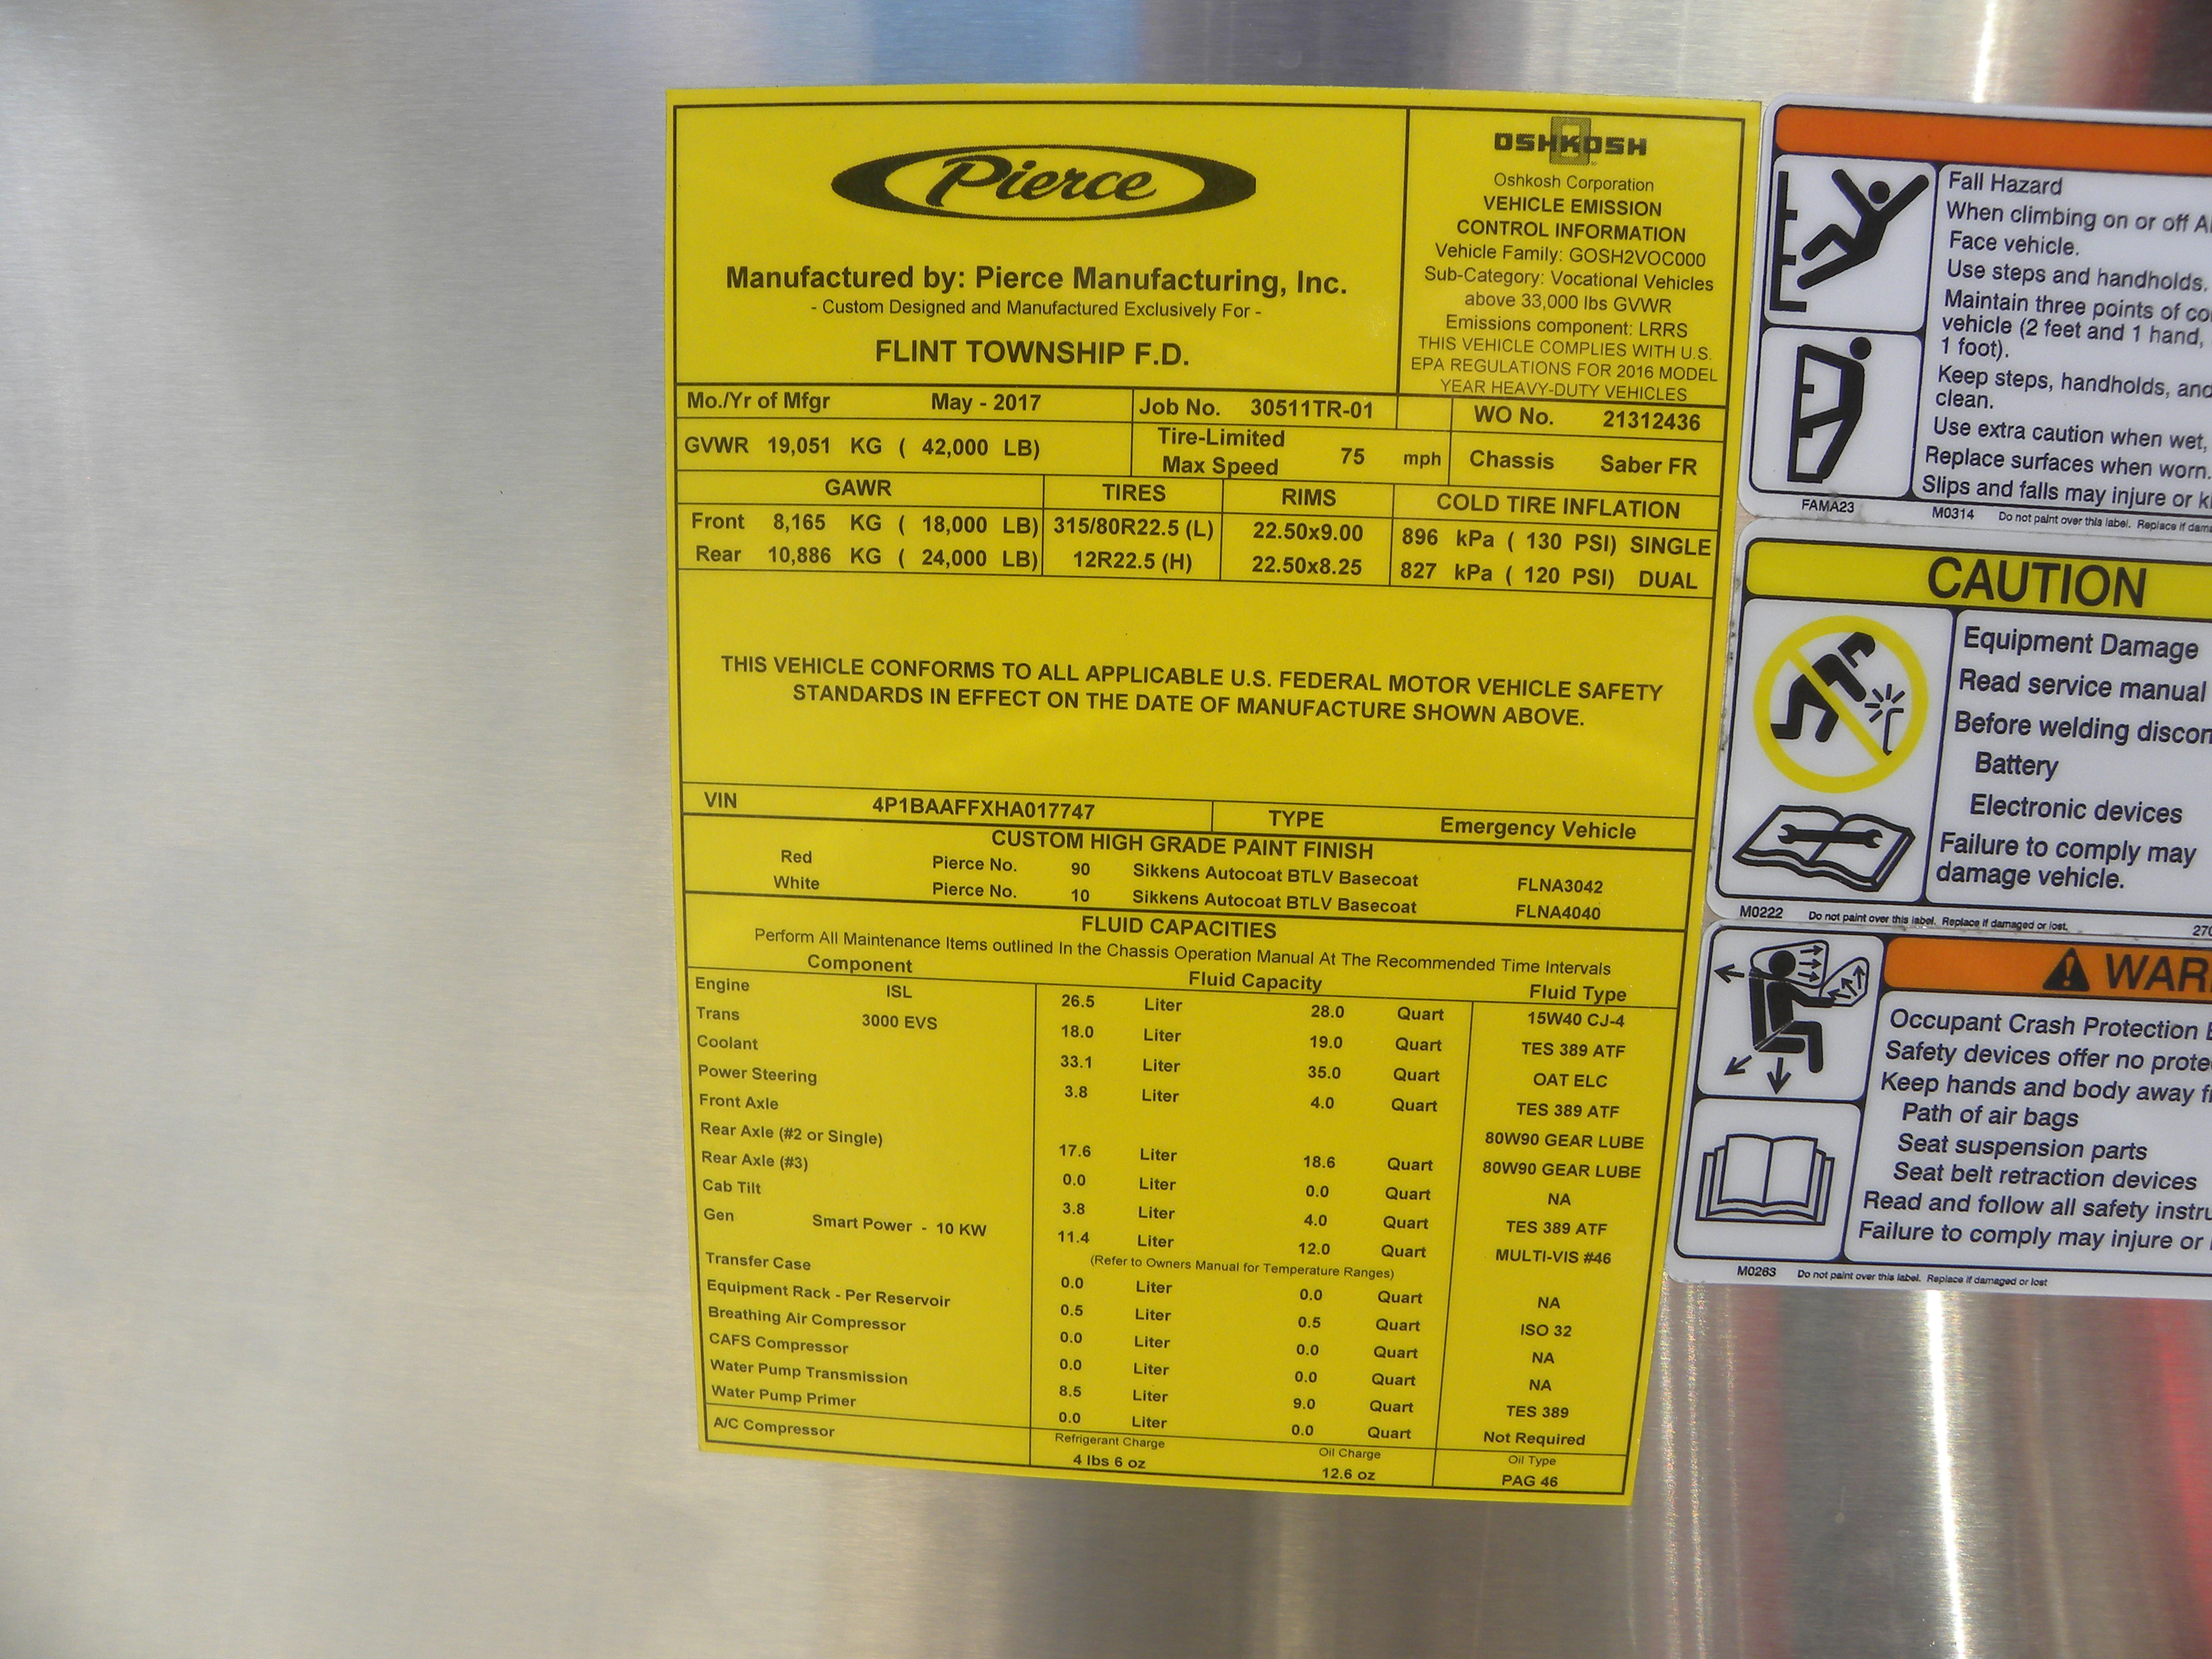 Pierce
Manufactured by: Pierce Manufacturing, Inc.
- Custom Designed and Manufactured Exclusively For -
FLINT TOWNSHIP F.D.
OSHKOSH
Oshkosh Corporation
VEHICLE EMISSION
CONTROL INFORMATION
Vehicle Family: GOSH2VOC000
Sub-Category: Vocational Vehicles
above 33,000 lbs GVWR
Emissions component: LRRS
THIS VEHICLE COMPLIES WITH U.S.
EPA REGULATIONS FOR 2016 MODEL
YEAR HEAVY-DUTY VEHICLES
Mo./Yr of Mfgr May - 2017 Job No. 30511TR-01 WO No. 21312436
GVWR 19,051 KG ( 42,000 LB) Tire-Limited Max Speed 75 mph Chassis Saber FR
GAWR TIRES RIMS COLD TIRE INFLATION
Front 8,165 KG ( 18,000 LB) 315/80R22.5 (L) 22.50x9.00 896 kPa ( 130 PSI) SINGLE
Rear 10,886 KG ( 24,000 LB) 12R22.5 (H) 22.50x8.25 827 kPa ( 120 PSI) DUAL
THIS VEHICLE CONFORMS TO ALL APPLICABLE U.S. FEDERAL MOTOR VEHICLE SAFETY
STANDARDS IN EFFECT ON THE DATE OF MANUFACTURE SHOWN ABOVE.
VIN 4P1BAAFFXHA017747 TYPE Emergency Vehicle
CUSTOM HIGH GRADE PAINT FINISH
Red Pierce No. 90 Sikkens Autocoat BTLV Basecoat FLNA3042
White Pierce No. 10 Sikkens Autocoat BTLV Basecoat FLNA4040
FLUID CAPACITIES
Perform All Maintenance Items outlined In the Chassis Operation Manual At The Recommended Time Intervals
Component Fluid Capacity Fluid Type
Engine ISL 26.5 Liter 28.0 Quart 15W40 CJ-4
Trans 3000 EVS 18.0 Liter 19.0 Quart TES 389 ATF
Coolant 33.1 Liter 35.0 Quart OAT ELC
Power Steering 3.8 Liter 4.0 Quart TES 389 ATF
Front Axle 80W90 GEAR LUBE
Rear Axle (#2 or Single) 17.6 Liter 18.6 Quart 80W90 GEAR LUBE
Rear Axle (#3) 0.0 Liter 0.0 Quart NA
Cab Tilt 3.8 Liter 4.0 Quart TES 389 ATF
Gen Smart Power - 10 KW 11.4 Liter 12.0 Quart MULTI-VIS #46
(Refer to Owners Manual for Temperature Ranges)
Transfer Case 0.0 Liter 0.0 Quart NA
Equipment Rack - Per Reservoir 0.5 Liter 0.5 Quart ISO 32
Breathing Air Compressor 0.0 Liter 0.0 Quart NA
CAFS Compressor 0.0 Liter 0.0 Quart NA
Water Pump Transmission 8.5 Liter 9.0 Quart TES 389
Water Pump Primer 0.0 Liter 0.0 Quart Not Required
A/C Compressor Refrigerant Charge Oil Charge Oil Type
4 lbs 6 oz 12.6 oz PAG 46
Fall Hazard
When climbing on or off
Face vehicle.
Use steps and handholds.
Maintain three points of
vehicle (2 feet and 1 hand,
1 foot).
Keep steps, handholds, and
clean.
Use extra caution when wet,
Replace surfaces when worn.
Slips and falls may injure or
FAMA23 M0314 Do not paint over this label. Replace if
CAUTION
Equipment Damage
Read service manual
Before welding
Battery
Electronic devices
Failure to comply may
damage vehicle.
M0222 Do not paint over this label. Replace if damaged or lost.
WAR
Occupant Crash Protection
Safety devices offer no
Keep hands and body away
Path of air bags
Seat suspension parts
Seat belt retraction devices
Read and follow all safety
Failure to comply may injure or
M0263 Do not paint over this label. Replace if damaged or lost